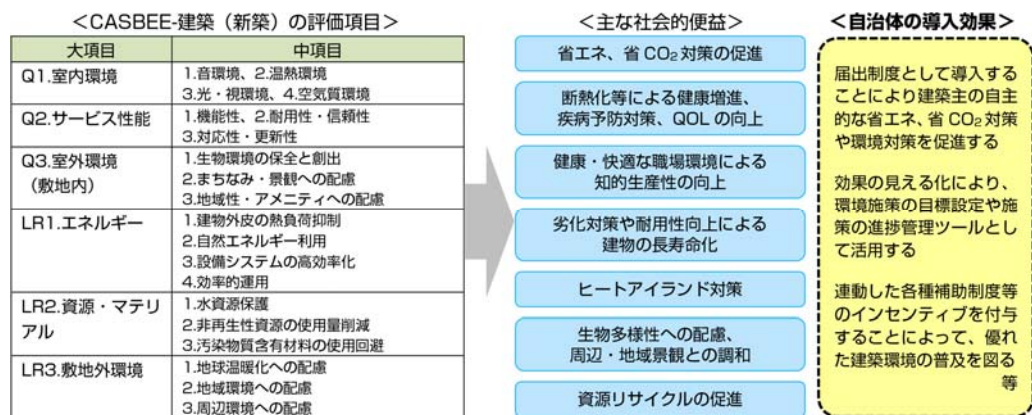 ＜CASBEE-建築（新築）の評価項目＞
大項目 中項目
Q1.室内環境
1.音環境、2.温熱環境
3.光・視環境、4.空気質環境
Q2.サービス性能
1.機能性、2.耐用性・信頼性
3.対応性・更新性
Q3.室外環境
（敷地内）
1.生物環境の保全と創出
2.まちなみ・景観への配慮
3.地域性・アメニティへの配慮
LR1.エネルギー
1.建物外皮の熱負荷抑制
2.自然エネルギー利用
3.設備システムの高効率化
4.効率的運用
LR2.資源・マテリ
アル
1.水資源保護
2.非再生性資源の使用量削減
3.汚染物質含有材料の使用回避
LR3.敷地外環境
1.地球温暖化への配慮
2.地域環境への配慮
3.周辺環境への配慮
＜主な社会的便益＞
省エネ、省CO₂対策の促進
断熱化等による健康増進、
疾病予防対策、QOLの向上
健康・快適な職場環境による
知的生産性の向上
劣化対策や耐用性向上による
建物の長寿命化
ヒートアイランド対策
生物多様性への配慮、
周辺・地域景観との調和
資源リサイクルの促進
＜自治体の導入効果＞
届出制度として導入する
ことにより建築主の自主
的な省エネ、省CO₂対策
や環境対策を促進する
効果の見える化により、
環境施策の目標設定や施
策の進捗管理ツールとし
て活用する
連動した各種補助制度等
のインセンティブを付与
することによって、優れ
た建築環境の普及を図る
等